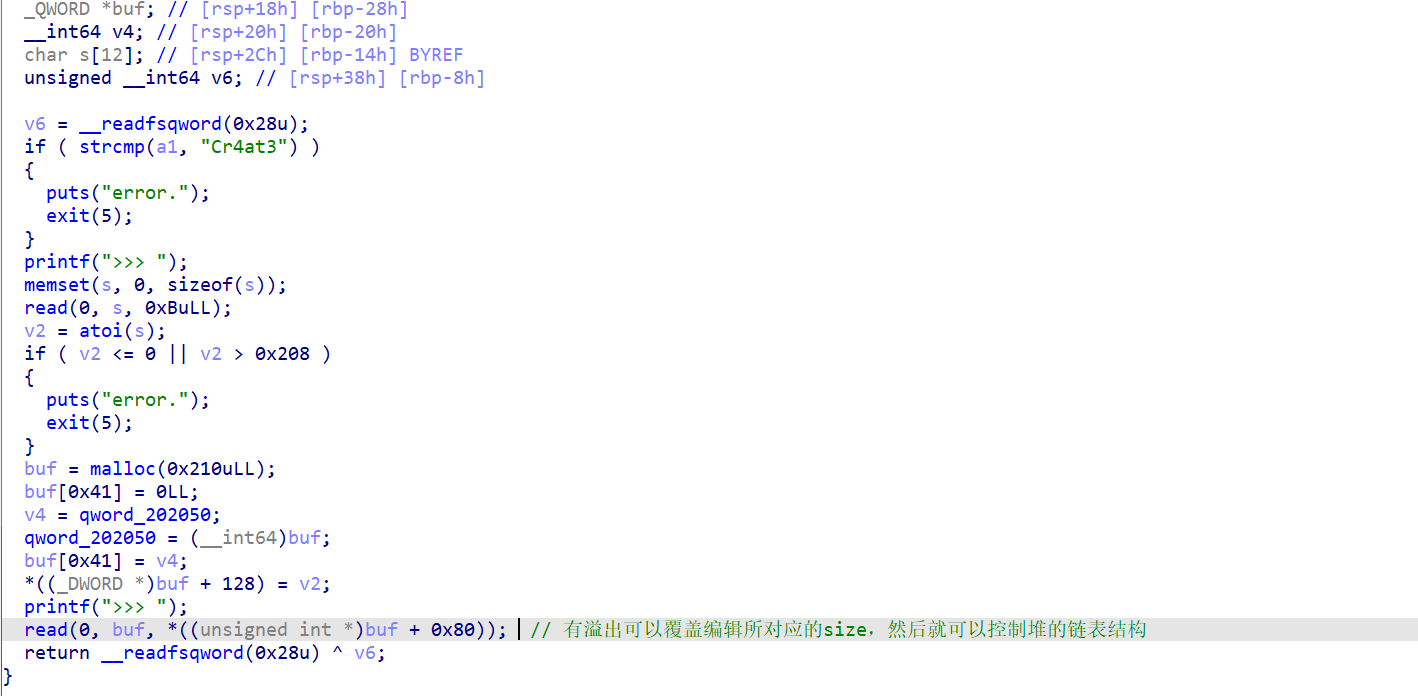 _QWORD *buf; // [rsp+18h] [rbp-28h]
__int64 v4; // [rsp+20h] [rbp-20h]
char s[12]; // [rsp+2Ch] [rbp-14h] BYREF
unsigned __int64 v6; // [rsp+38h] [rbp-8h]
v6 = __readfsqword(0x28u);
if ( strcmp(a1, "Cr4at3") )
{
puts("error.");
exit(5);
}
printf(">>> ");
memset(s, 0, sizeof(s));
read(0, s, 0xBuLL);
v2 = atoi(s);
if ( v2 <= 0 || v2 > 0x208 )
{
puts("error.");
exit(5);
}
buf = malloc(0x210uLL);
buf[0x41] = 0LL;
v4 = qword_202050;
qword_202050 = (__int64)buf;
buf[0x41] = v4;
*((_DWORD *)buf + 128) = v2;
printf(">>> ");
read(0, buf, *((unsigned int *)buf + 0x80)); // 有溢出可以覆盖编辑所对应的size，然后就可以控制堆的链表结构
return __readfsqword(0x28u) ^ v6;
}